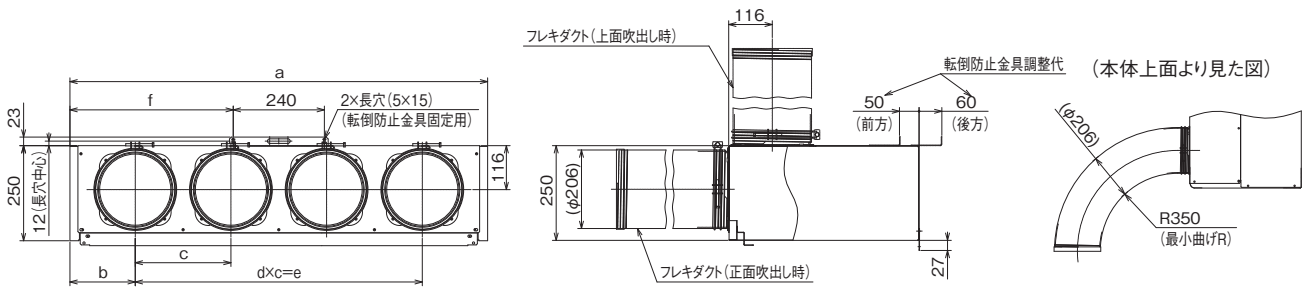 a
f
240
2×長穴(5×15)
(転倒防止金具固定用)
23
250
12(長穴中心)
116
b
c
d×c=e
116
フレキダクト(上面吹出し時)
転倒防止金具調整代
50
(前方)
60
(後方)
250
(φ206)
27
フレキダクト(正面吹出し時)
(本体上面より見た図)
(φ206)
R350
(最小曲げR)